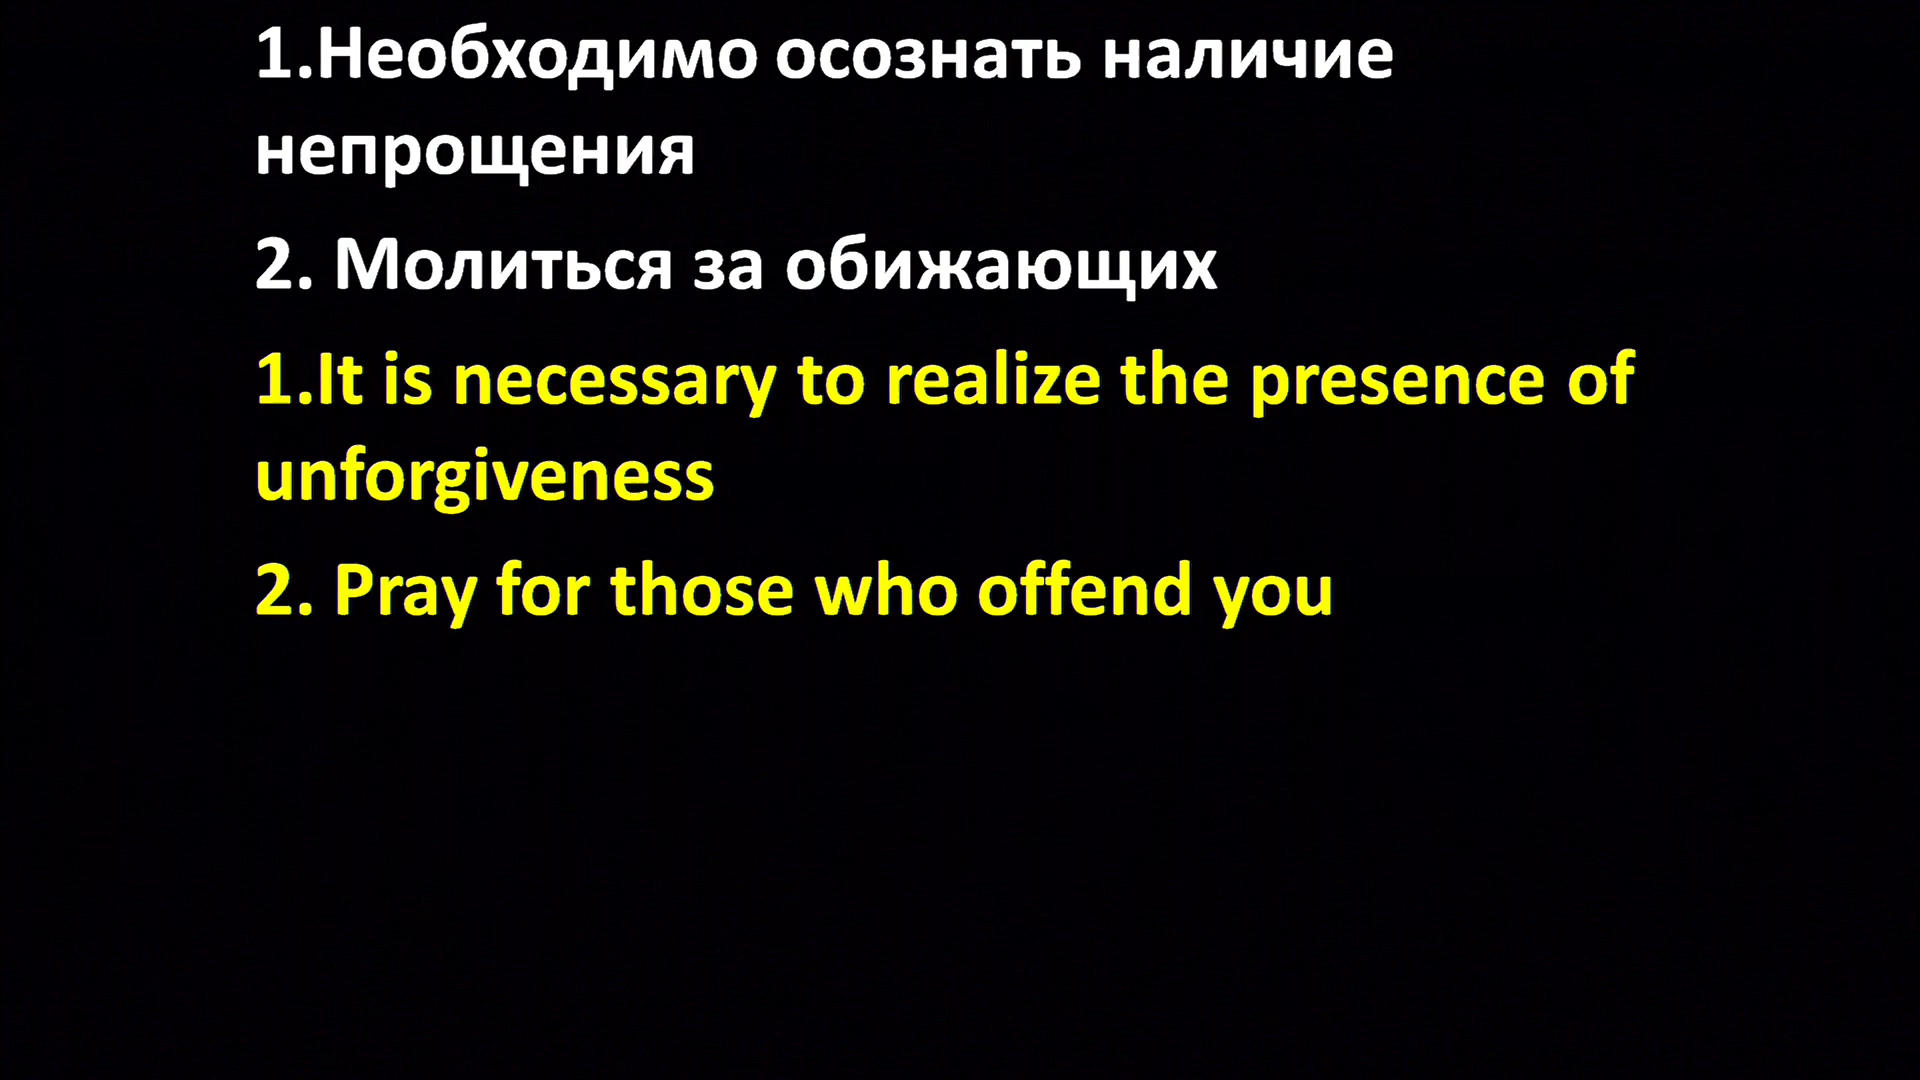 1.Необходимо осознать наличие
непрощения
2. Молиться за обижающих
1.It is necessary to realize the presence of
unforgiveness
2. Pray for those who offend you